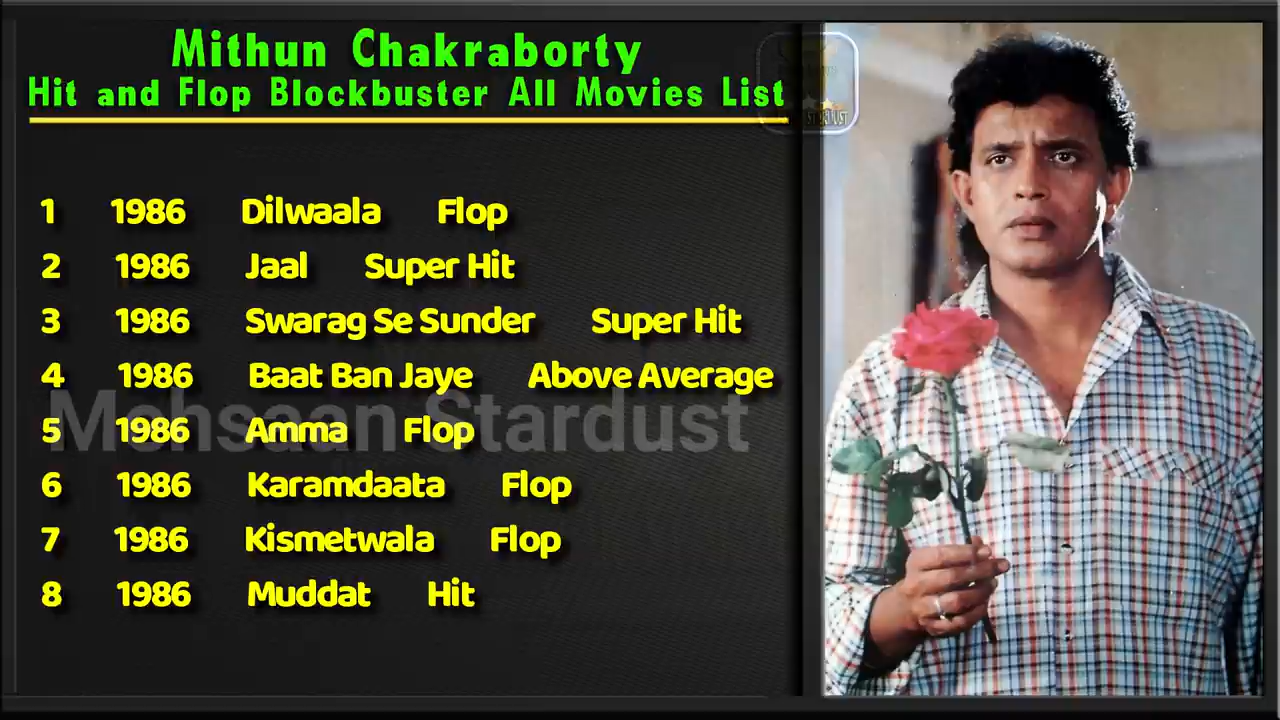 Mithun Chakraborty
Hit and Flop Blockbuster All Movies List
1 1986 Dilwaala Flop
2 1986 Jaal Super Hit
3 1986 Swarag Se Sunder Super Hit
4 1986 Baat Ban Jaye Above Average
Mohsaan Stardust
5 1986 Amma Flop
6 1986 Karamdaata Flop
7 1986 Kismetwala Flop
8 1986 Muddat Hit